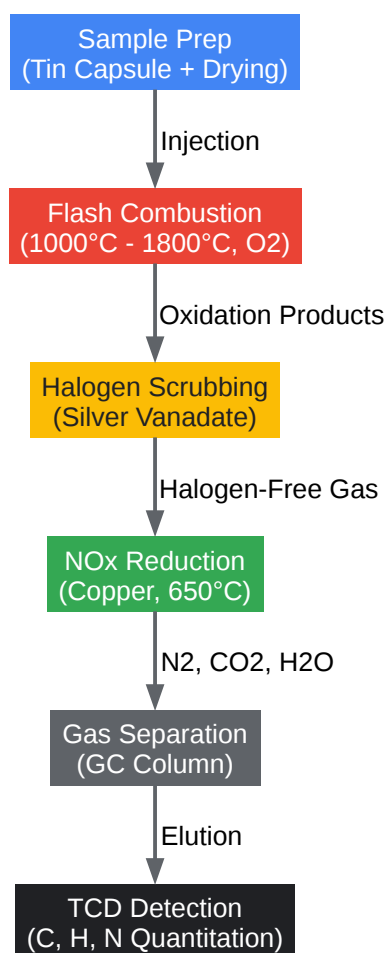 Sample Prep
(Tin Capsule + Drying)
Injection
Flash Combustion
(1000°C - 1800°C, O2)
Oxidation Products
Halogen Scrubbing
(Silver Vanadate)
Halogen-Free Gas
NOx Reduction
(Copper, 650°C)
N2, CO2, H2O
Gas Separation
(GC Column)
Elution
TCD Detection
(C, H, N Quantitation)